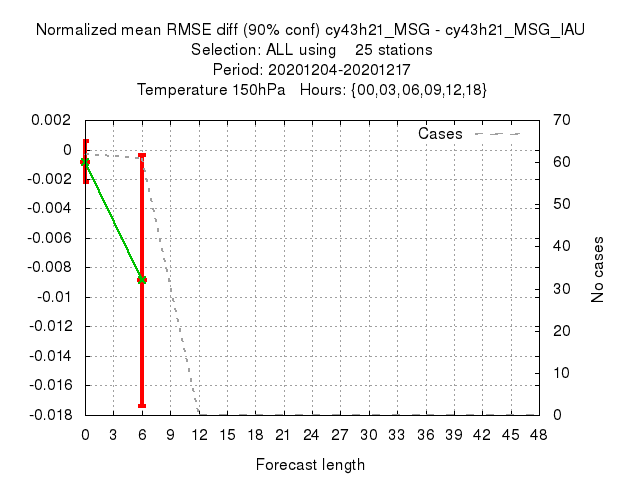 Normalized mean RMSE diff (90% conf) cy43h21_MSG - cy43h21_MSG_IAU
Selection: ALL using 25 stations
Period: 20201204-20201217
Temperature 150hPa Hours: {00,03,06,09,12,18}
0.002
0
-0.002
-0.004
-0.006
-0.008
-0.01
-0.012
-0.014
-0.016
-0.018
Cases
70
60
50
40
30
20
10
0
No cases
0 3 6 9 12 15 18 21 24 27 30 33 36 39 42 45 48
Forecast length